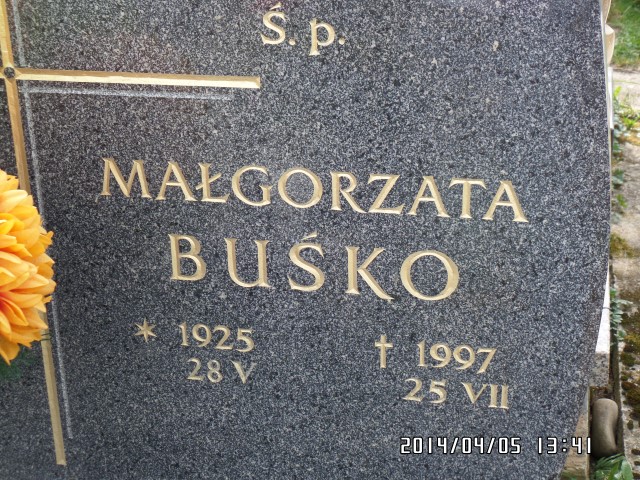 Ś. p.
MAŁGORZATA
BUŚKO
* 1925
28 V
† 1997
25 VII
2014/04/05 13:41